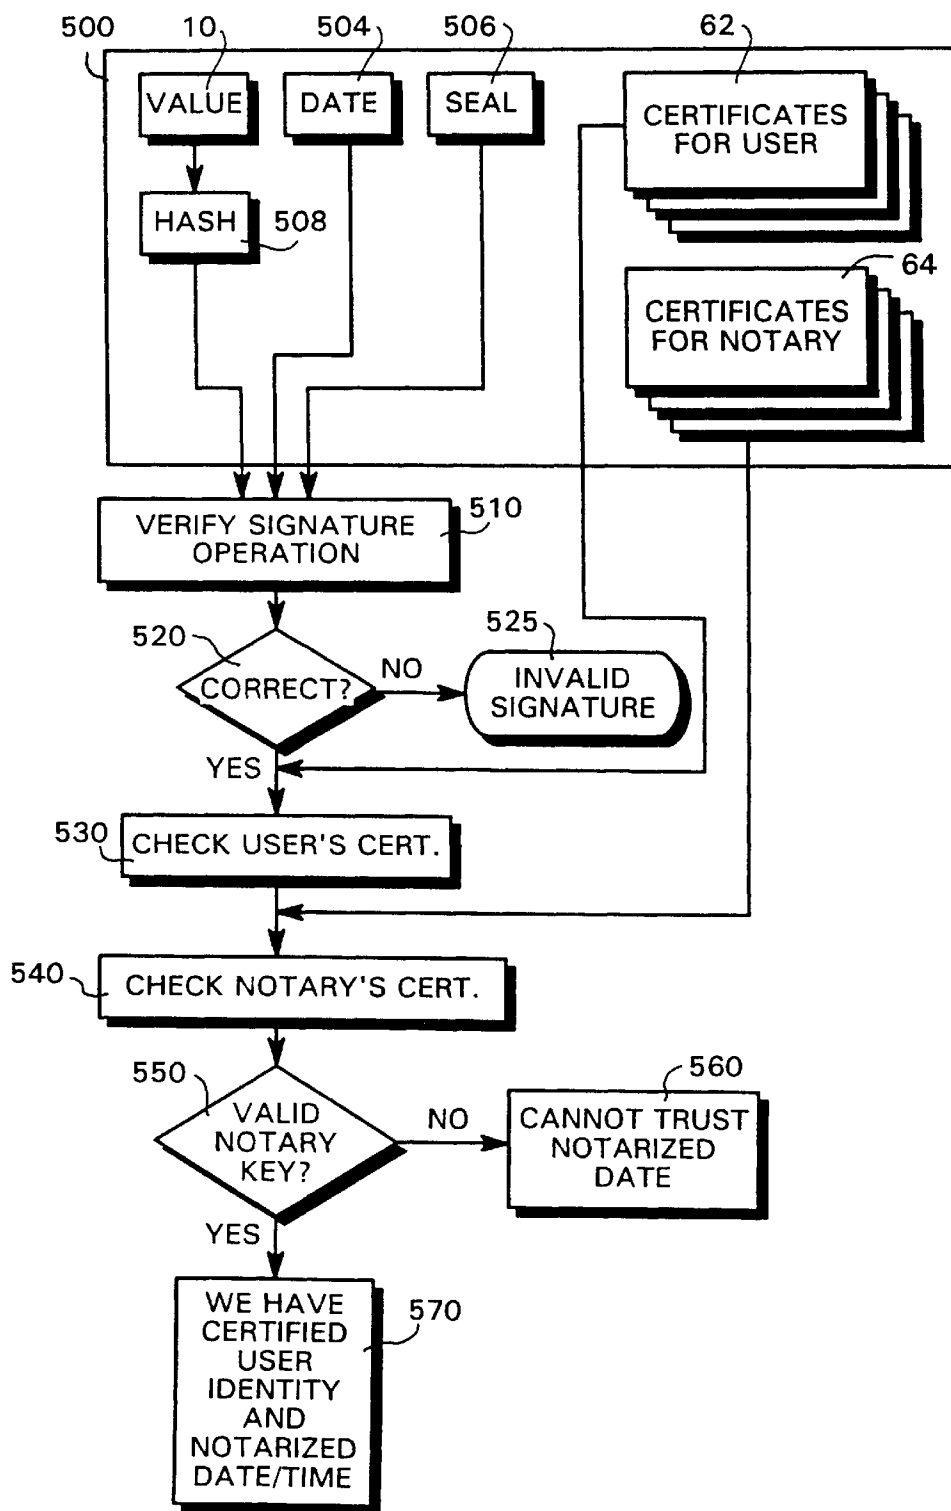 500
10
504
506
62
VALUE
DATE
SEAL
CERTIFICATES
FOR USER
HASH
508
64
CERTIFICATES
FOR NOTARY
VERIFY SIGNATURE
OPERATION
510
520
CORRECT?
NO
525
INVALID
SIGNATURE
YES
530
CHECK USER'S CERT.
540
CHECK NOTARY'S CERT.
550
VALID
NOTARY
KEY?
NO
560
CANNOT TRUST
NOTARIZED
DATE
YES
WE HAVE
CERTIFIED
USER
IDENTITY
AND
NOTARIZED
DATE/TIME
570